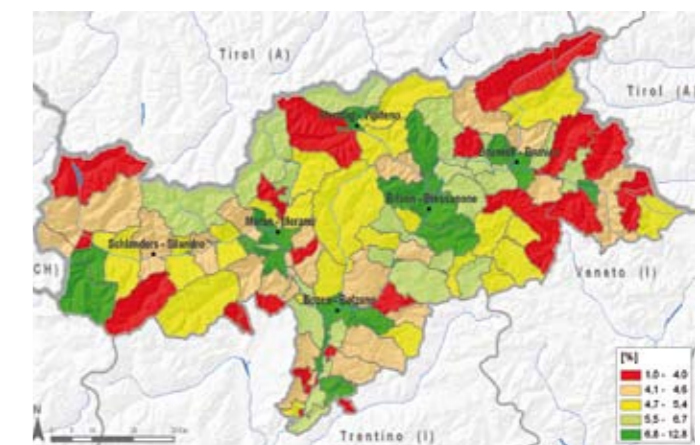 Tirol (A)
Tirol (A)
Sterzing - Vipiteno
Bruneck - Brunico
Brixen - Bressanone
Meran - Merano
Schlanders - Silandro
CH)
Veneto (I)
Bozen - Bolzano
[%]
1.0 - 4.0
4.1 - 4.6
4.7 - 5.4
5.5 - 6.7
6.8 - 12.8
N
Trentino (I)